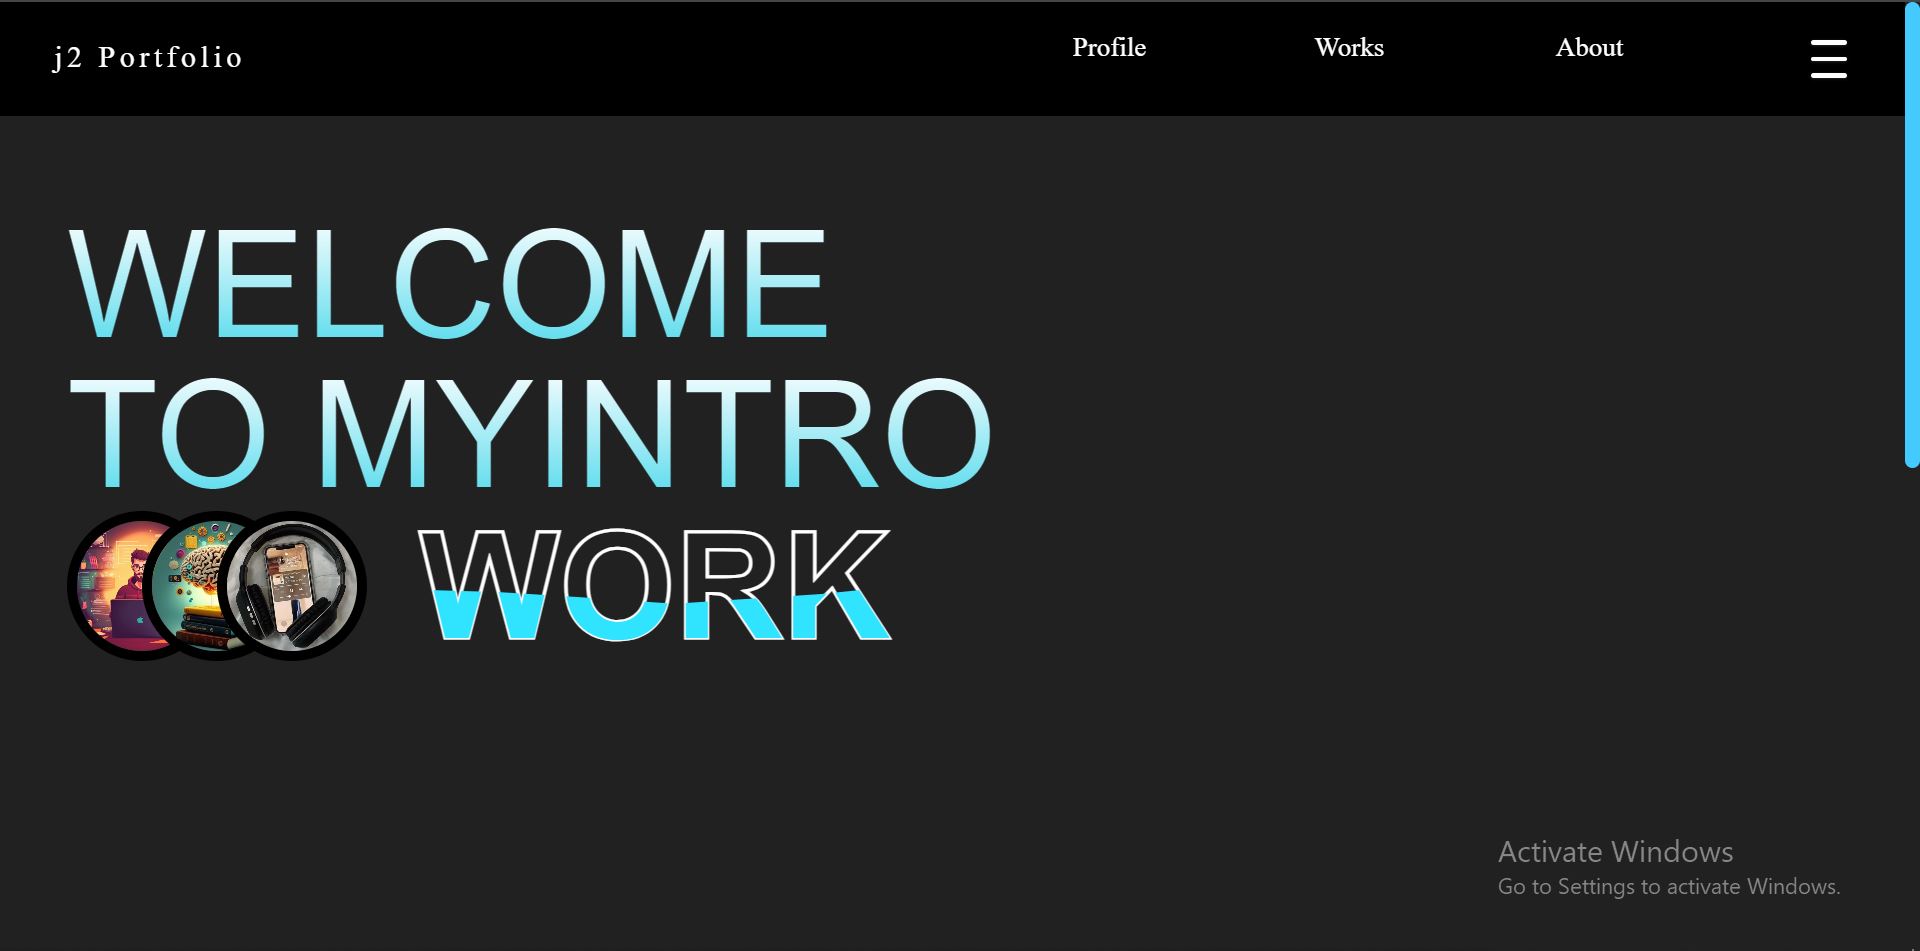 j2 Portfolio
Profile
Works
About
WELCOME
TO MYINTRO
WORK
Activate Windows
Go to Settings to activate Windows.